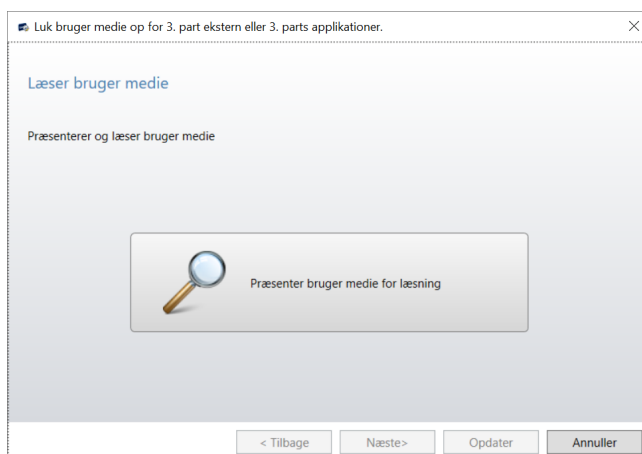 Luk bruger medie op for 3. part ekstern eller 3. parts applikationer.
Læser bruger medie
Præsenterer og læser bruger medie
Præsenter bruger medie for læsning
< Tilbage
Næste>
Opdater
Annuller